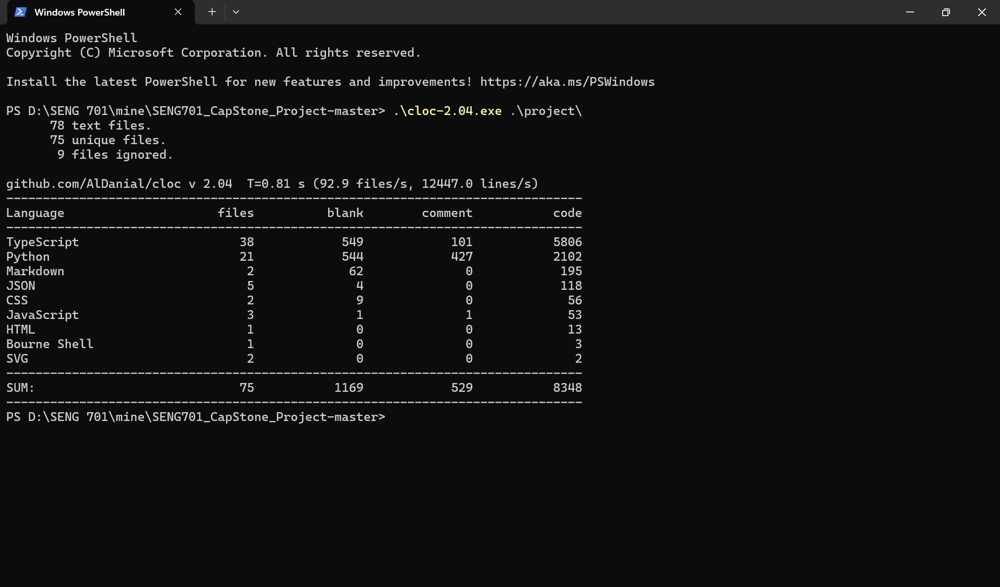 Windows PowerShell
Windows PowerShell
Copyright (C) Microsoft Corporation. All rights reserved.
Install the latest PowerShell for new features and improvements! https://aka.ms/PSWindows
PS D:\SENG 701\mine\SENG701_CapStone_Project-master> .\cloc-2.04.exe .\project\
78 text files.
75 unique files.
9 files ignored.
github.com/AlDanial/cloc v 2.04  T=0.81 s (92.9 files/s, 12447.0 lines/s)
-------------------------------------------------------------------------------
Language                     files          blank        comment           code
-------------------------------------------------------------------------------
TypeScript                      38            549            101           5806
Python                          21            544            427           2102
Markdown                         2             62              0            195
JSON                             5              4              0            118
CSS                              2              9              0             56
JavaScript                       3              1              1             53
HTML                             1              0              0             13
Bourne Shell                     1              0              0              3
SVG                              2              0              0              2
-------------------------------------------------------------------------------
SUM:                            75           1169            529           8348
-------------------------------------------------------------------------------
PS D:\SENG 701\mine\SENG701_CapStone_Project-master>